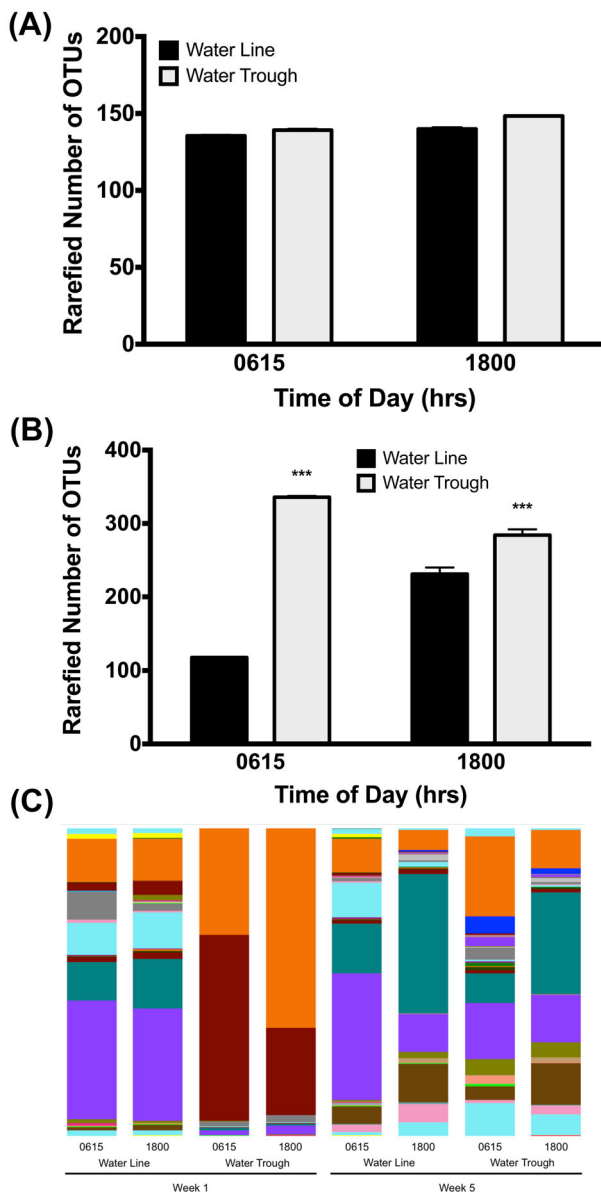 (A)
Rarefied Number of OTUs
200
150
100
50
0
Water Line
Water Trough
0615 1800
Time of Day (hrs)
(B)
Rarefied Number of OTUs
400
300
200
100
0
***
***
Water Line
Water Trough
0615 1800
Time of Day (hrs)
(C)
0615 1800 0615 1800 0615 1800 0615 1800
Water Line Water Trough Water Line Water Trough
Week 1 Week 5